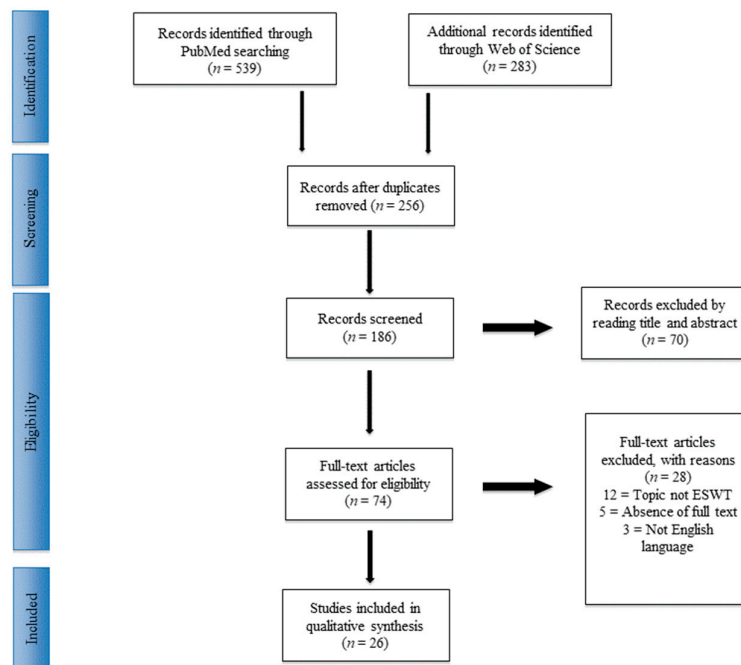 Identification
Records identified through
PubMed searching
(n = 539)
Additional records identified
through Web of Science
(n = 283)
Screening
Records after duplicates
removed (n = 256)
Eligibility
Records screened
(n = 186)
Records excluded by
reading title and abstract
(n = 70)
Full-text articles
assessed for eligibility
(n = 74)
Full-text articles
excluded, with reasons
(n = 28)
12 = Topic not ESWT
5 = Absence of full text
3 = Not English
language
Included
Studies included in
qualitative synthesis
(n = 26)